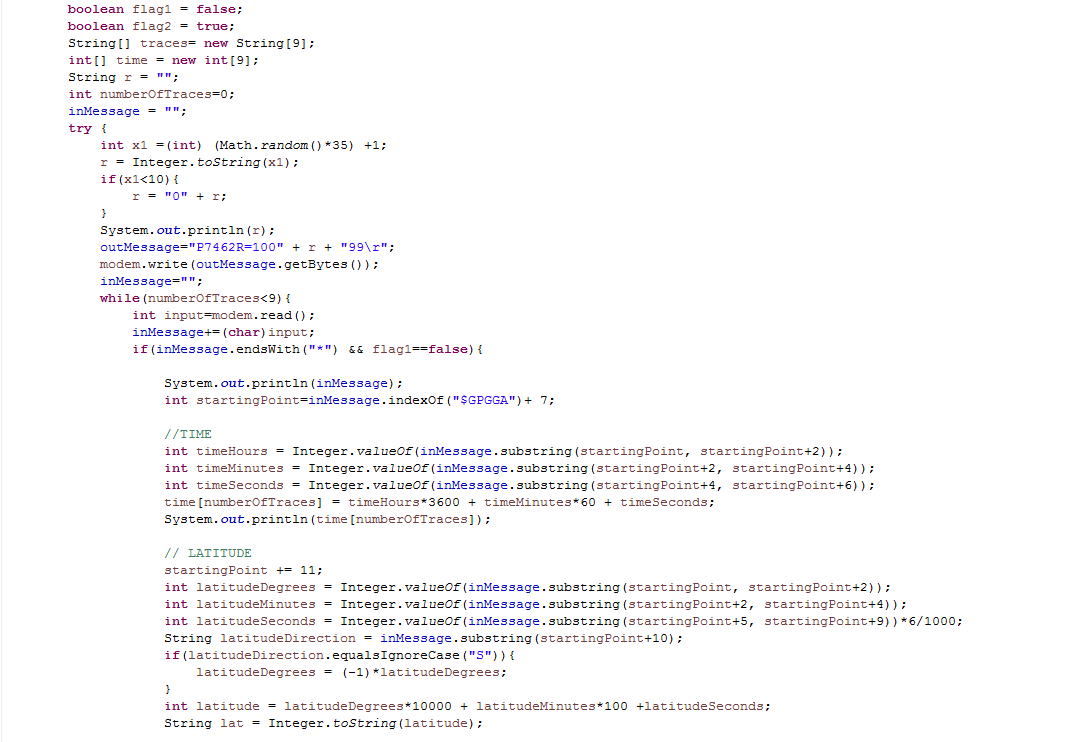 boolean flag1 = false;
boolean flag2 = true;
String[] traces= new String[9];
int[] time = new int[9];
String r = "";
int numberOfTraces=0;
inMessage = "";
try {
int x1 =(int) (Math.random()*35) +1;
r = Integer.toString(x1);
if(x1<10){
r = "0" + r;
}
System.out.println(r);
outMessage="P7462R=100" + r + "99\r";
modem.write(outMessage.getBytes());
inMessage="";
while(numberOfTraces<9){
int input=modem.read();
inMessage+=(char)input;
if(inMessage.endsWith("*") && flag1==false){
System.out.println(inMessage);
int startingPoint=inMessage.indexOf("$GPGGA")+ 7;
//TIME
int timeHours = Integer.valueOf(inMessage.substring(startingPoint, startingPoint+2));
int timeMinutes = Integer.valueOf(inMessage.substring(startingPoint+2, startingPoint+4));
int timeSeconds = Integer.valueOf(inMessage.substring(startingPoint+4, startingPoint+6));
time[numberOfTraces] = timeHours*3600 + timeMinutes*60 + timeSeconds;
System.out.println(time[numberOfTraces]);
// LATITUDE
startingPoint += 11;
int latitudeDegrees = Integer.valueOf(inMessage.substring(startingPoint, startingPoint+2));
int latitudeMinutes = Integer.valueOf(inMessage.substring(startingPoint+2, startingPoint+4));
int latitudeSeconds = Integer.valueOf(inMessage.substring(startingPoint+5, startingPoint+9))*6/1000;
String latitudeDirection = inMessage.substring(startingPoint+10);
if(latitudeDirection.equalsIgnoreCase("S")){
latitudeDegrees = (-1)*latitudeDegrees;
}
int latitude = latitudeDegrees*10000 + latitudeMinutes*100 +latitudeSeconds;
String lat = Integer.toString(latitude);